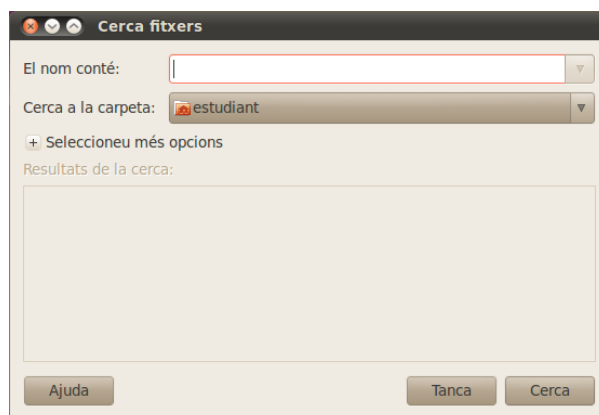 Cerca fitxers
El nom conté:
Cerca a la carpeta: estudiant
Seleccioneu més opcions
Resultats de la cerca:
Ajuda Tanca Cerca